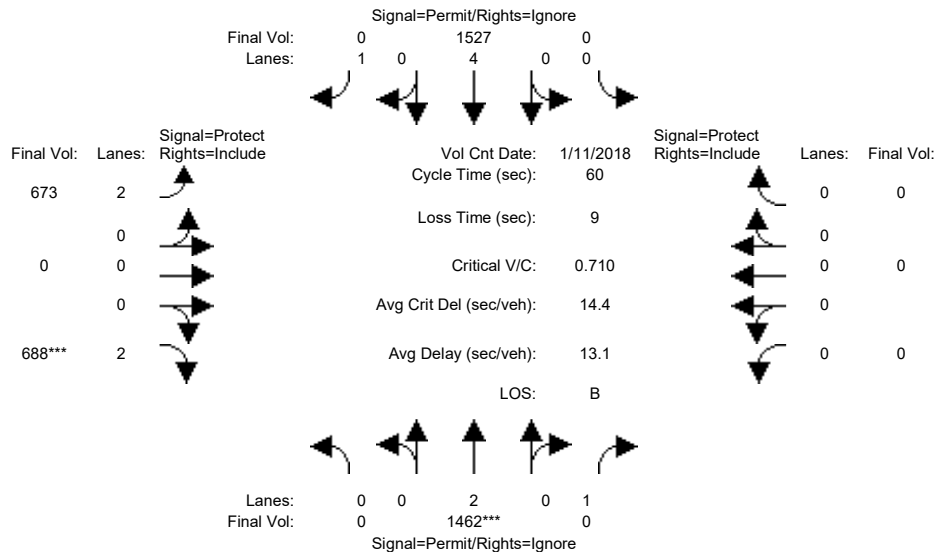 Signal=Permit/Rights=Ignore
Final Vol: 0 1527 0
Lanes: 1 0 4 0 0
Signal=Protect Signal=Protect
Final Vol: Lanes: Rights=Include Vol Cnt Date: 1/11/2018 Rights=Include Lanes: Final Vol:
Cycle Time (sec): 60
673 2 0 0
Loss Time (sec): 9
0 0
0 0 Critical V/C: 0.710 0 0
0 Avg Crit Del (sec/veh): 14.4 0
688*** 2 Avg Delay (sec/veh): 13.1 0 0
LOS: B
Lanes: 0 0 2 0 1
Final Vol: 0 1462*** 0
Signal=Permit/Rights=Ignore